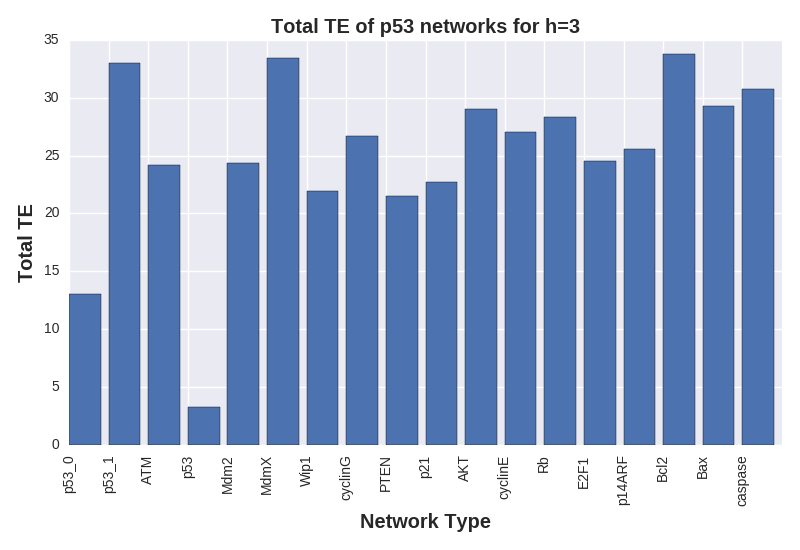 Total TE of p53 networks for h=3
Total TE
35
30
25
20
15
10
5
0
p53_0
p53_1
ATM
p53
Mdm2
MdmX
Wip1
cyclinG
PTEN
p21
AKT
cyclinE
Rb
E2F1
p14ARF
Bcl2
Bax
caspase
Network Type